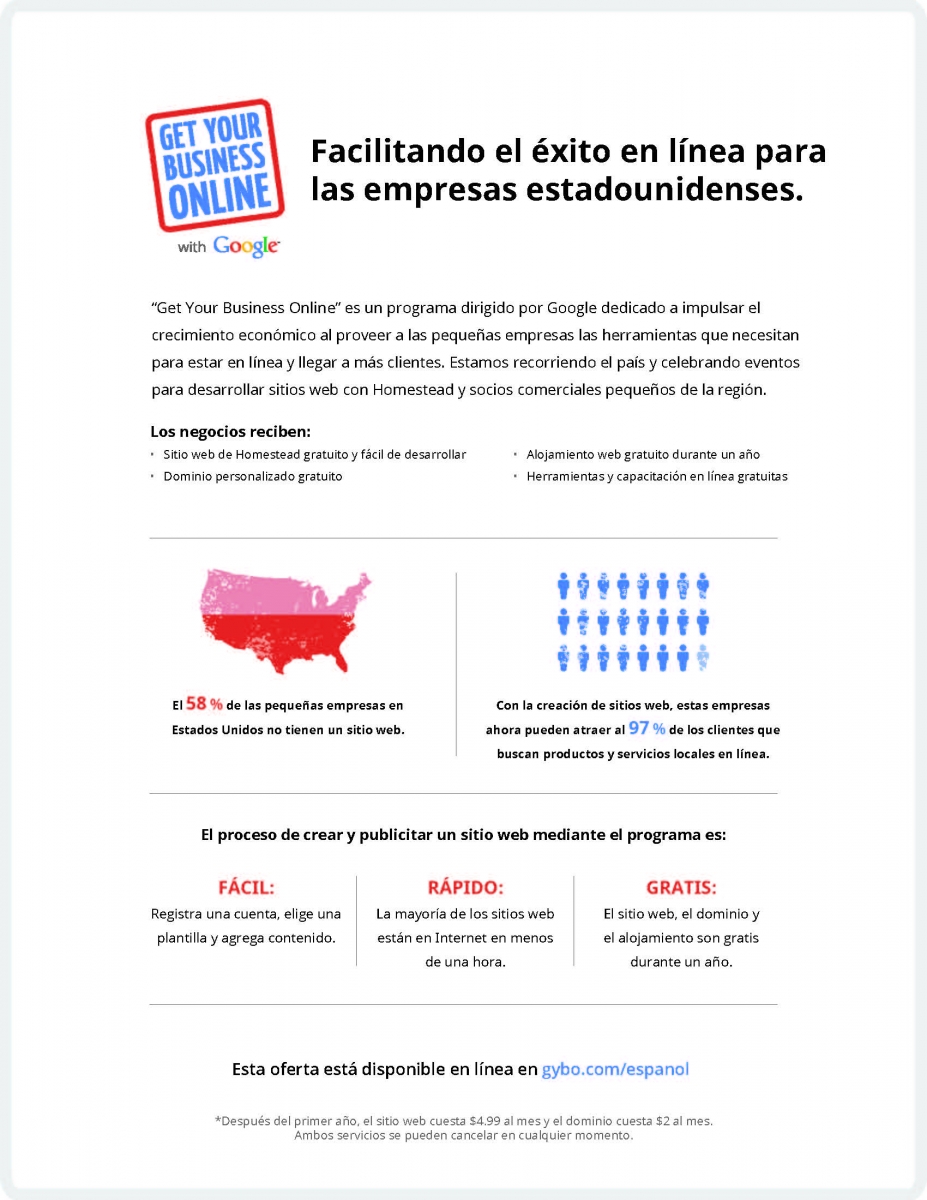 GET YOUR
BUSINESS
ONLINE
with Google
Facilitando el éxito en línea para
las empresas estadounidenses.
“Get Your Business Online” es un programa dirigido por Google dedicado a impulsar el
crecimiento económico al proveer a las pequeñas empresas las herramientas que necesitan
para estar en línea y llegar a más clientes. Estamos recorriendo el país y celebrando eventos
para desarrollar sitios web con Homestead y socios comerciales pequeños de la región.
Los negocios reciben:
• Sitio web de Homestead gratuito y fácil de desarrollar
• Dominio personalizado gratuito
• Alojamiento web gratuito durante un año
• Herramientas y capacitación en línea gratuitas
El 58 % de las pequeñas empresas en
Estados Unidos no tienen un sitio web.
Con la creación de sitios web, estas empresas
ahora pueden atraer al 97 % de los clientes que
buscan productos y servicios locales en línea.
El proceso de crear y publicitar un sitio web mediante el programa es:
FÁCIL:
Registra una cuenta, elige una
plantilla y agrega contenido.
RÁPIDO:
La mayoría de los sitios web
están en Internet en menos
de una hora.
GRATIS:
El sitio web, el dominio y
el alojamiento son gratis
durante un año.
Esta oferta está disponible en línea en gybo.com/espanol
*Después del primer año, el sitio web cuesta $4.99 al mes y el dominio cuesta $2 al mes.
Ambos servicios se pueden cancelar en cualquier momento.